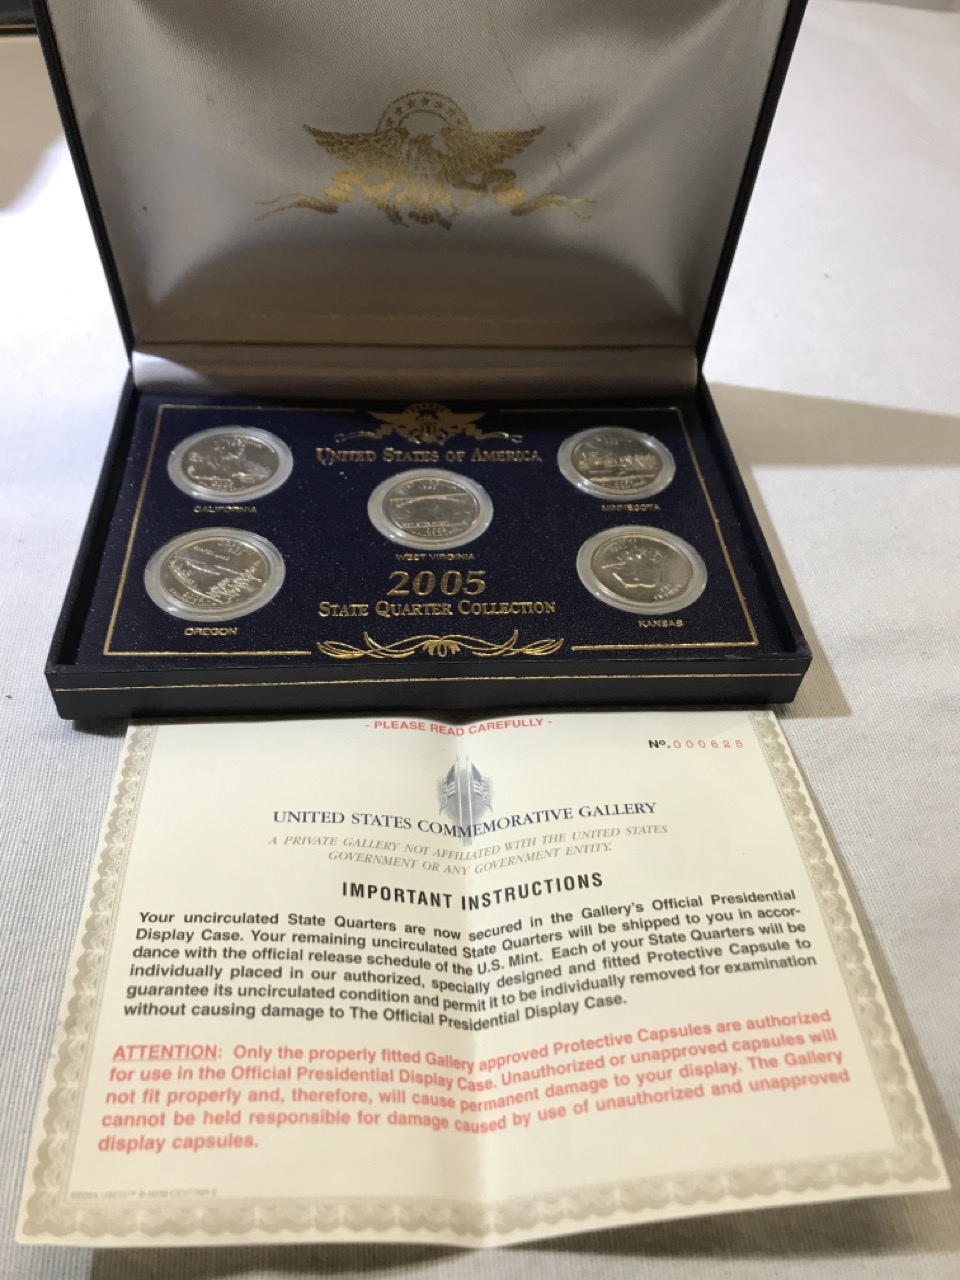 UNITED STATES OF AMERICA
CALIFORNIA
MINNESOTA
WEST VIRGINIA
2005
STATE QUARTER COLLECTION
OREGON
KANSAS
- PLEASE READ CAREFULLY -
No. 000625
UNITED STATES COMMEMORATIVE GALLERY
A PRIVATE GALLERY NOT AFFILIATED WITH THE UNITED STATES
GOVERNMENT OR ANY GOVERNMENT ENTITY.
IMPORTANT INSTRUCTIONS
Your uncirculated State Quarters are now secured in the Gallery's Official Presidential
Display Case. Your remaining uncirculated State Quarters will be shipped to you in accor-
dance with the official release schedule of the U.S. Mint. Each of your State Quarters will be
individually placed in our authorized, specially designed and fitted Protective Capsule to
guarantee its uncirculated condition and permit it to be individually removed for examination
without causing damage to The Official Presidential Display Case.
ATTENTION: Only the properly fitted Gallery approved Protective Capsules are authorized
for use in the Official Presidential Display Case. Unauthorized or unapproved capsules will
not fit properly and, therefore, will cause permanent damage to your display. The Gallery
cannot be held responsible for damage caused by use of unauthorized and unapproved
display capsules.